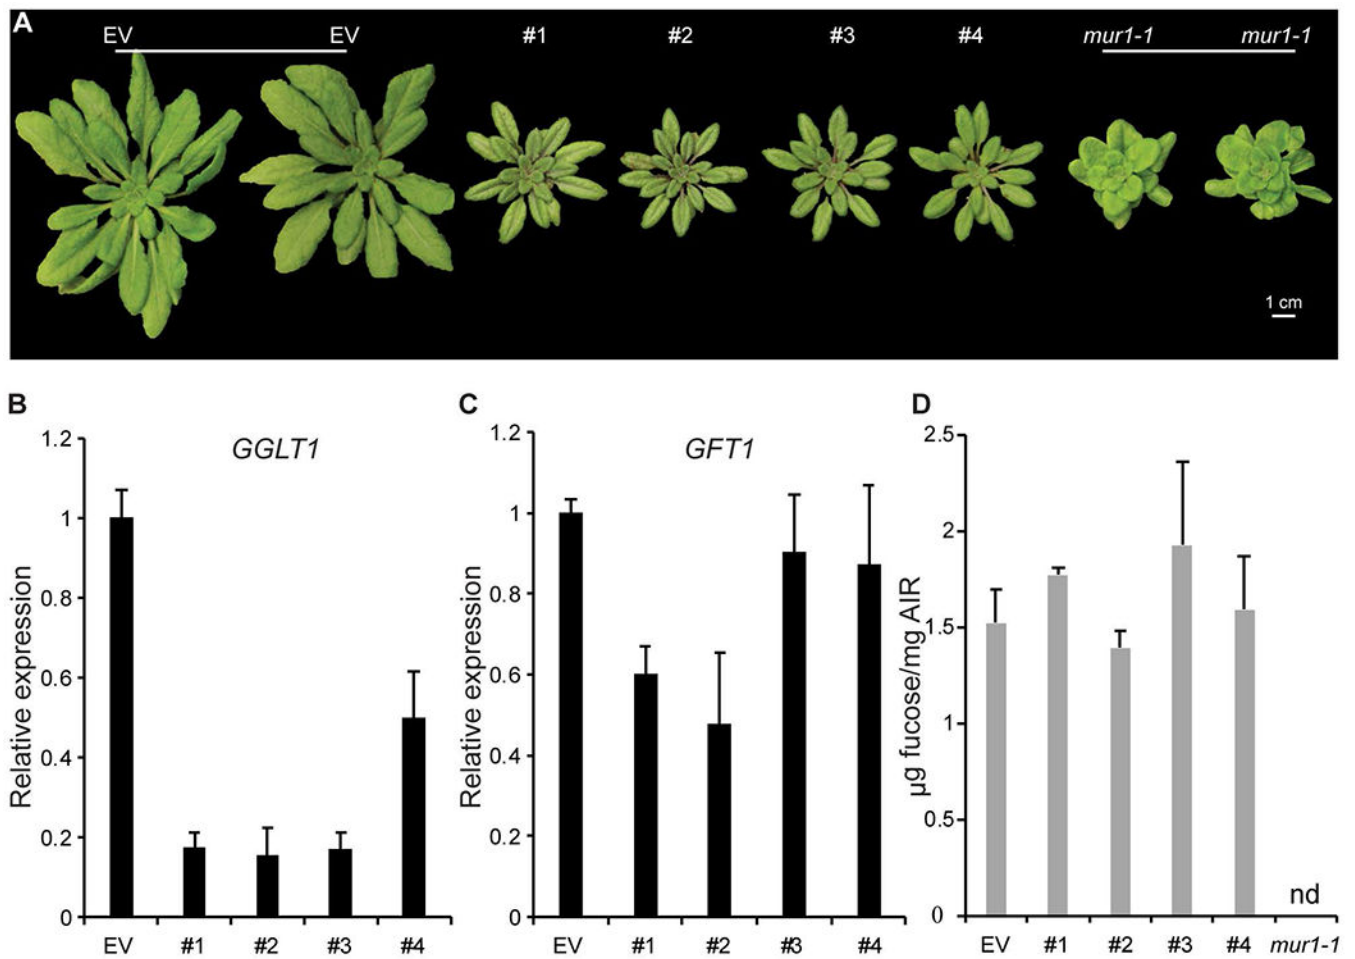 A
EV EV #1 #2 #3 #4 mur1-1 mur1-1
1 cm
B
GGLT1
Relative expression
1.2
1
0.8
0.6
0.4
0.2
0
EV #1 #2 #3 #4
C
GFT1
Relative expression
1.2
1
0.8
0.6
0.4
0.2
0
EV #1 #2 #3 #4
D
µg fucose/mg AIR
2.5
2
1.5
1
0.5
0
nd
EV #1 #2 #3 #4 mur1-1